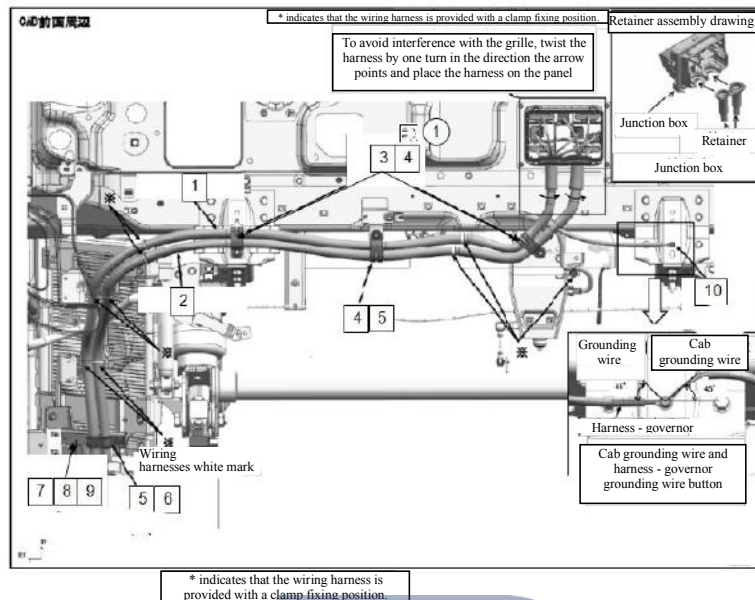 CAD前面周辺
* indicates that the wiring harness is provided with a clamp fixing position.
Retainer assembly drawing
To avoid interference with the grille, twist the
harness by one turn in the direction the arrow
points and place the harness on the panel
Junction box
Retainer
Junction box
1
3 4
1
2
4 5
10
※
※
※
※
Grounding
wire
Cab
grounding wire
45°
45°
Harness - governor
Cab grounding wire and
harness - governor
grounding wire button
Wiring
harnesses white mark
7 8 9
5 6
* indicates that the wiring harness is
provided with a clamp fixing position.